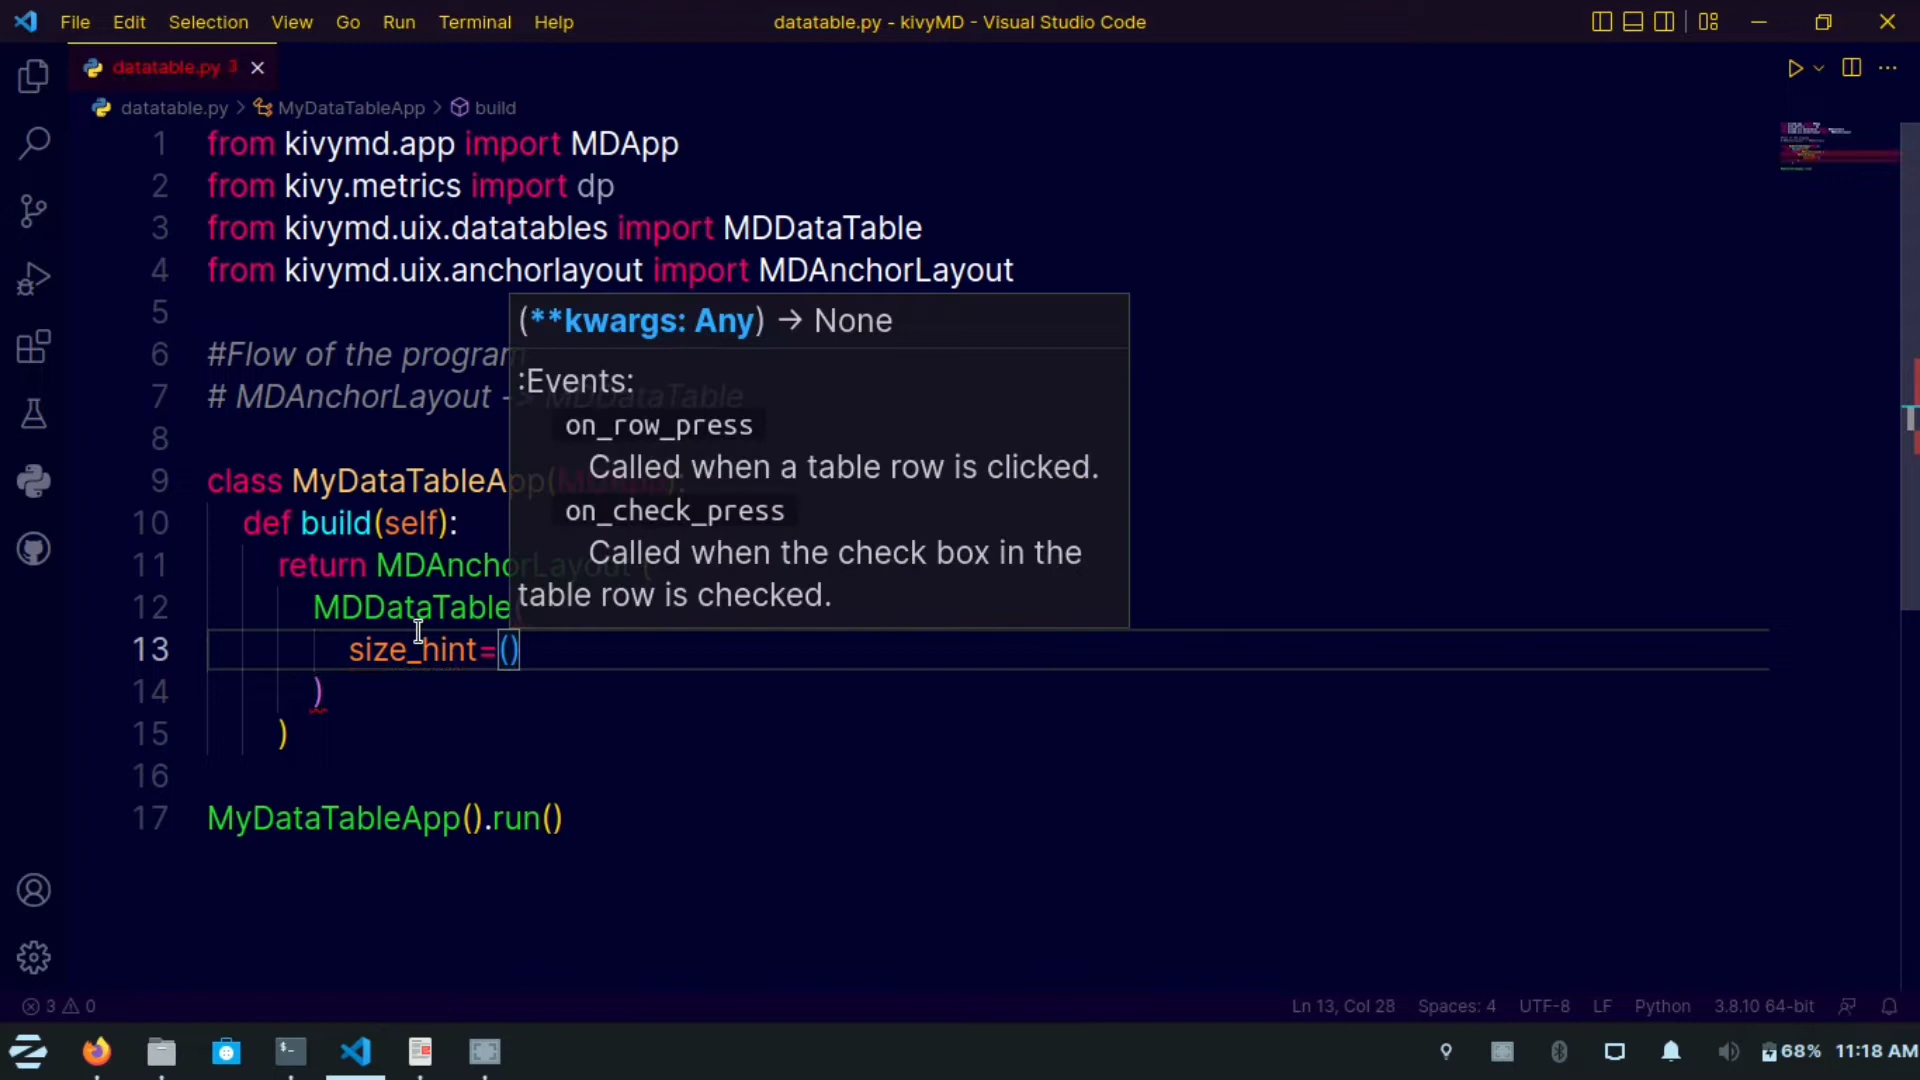 File Edit Selection View Go Run Terminal Help datatable.py - kivyMD - Visual Studio Code
datatable.py 3
datatable.py > MyDataTableApp > build
1 from kivymd.app import MDApp
2 from kivy.metrics import dp
3 from kivymd.uix.datatables import MDDataTable
4 from kivymd.uix.anchorlayout import MDAnchorLayout
5
(**kwargs: Any) → None
6 #Flow of the program
:Events:
7 # MDAnchorLayout -> MDDataTable
on_row_press
8
Called when a table row is clicked.
9 class MyDataTableApp(MDApp):
on_check_press
10 def build(self):
Called when the check box in the
11 return MDAnchorLayout (
table row is checked.
12 MDDataTable
13 size_hint=()
14 )
15 )
16
17 MyDataTableApp().run()
3 0 Ln 13, Col 28 Spaces: 4 UTF-8 LF Python 3.8.10 64-bit
68% 11:18 AM